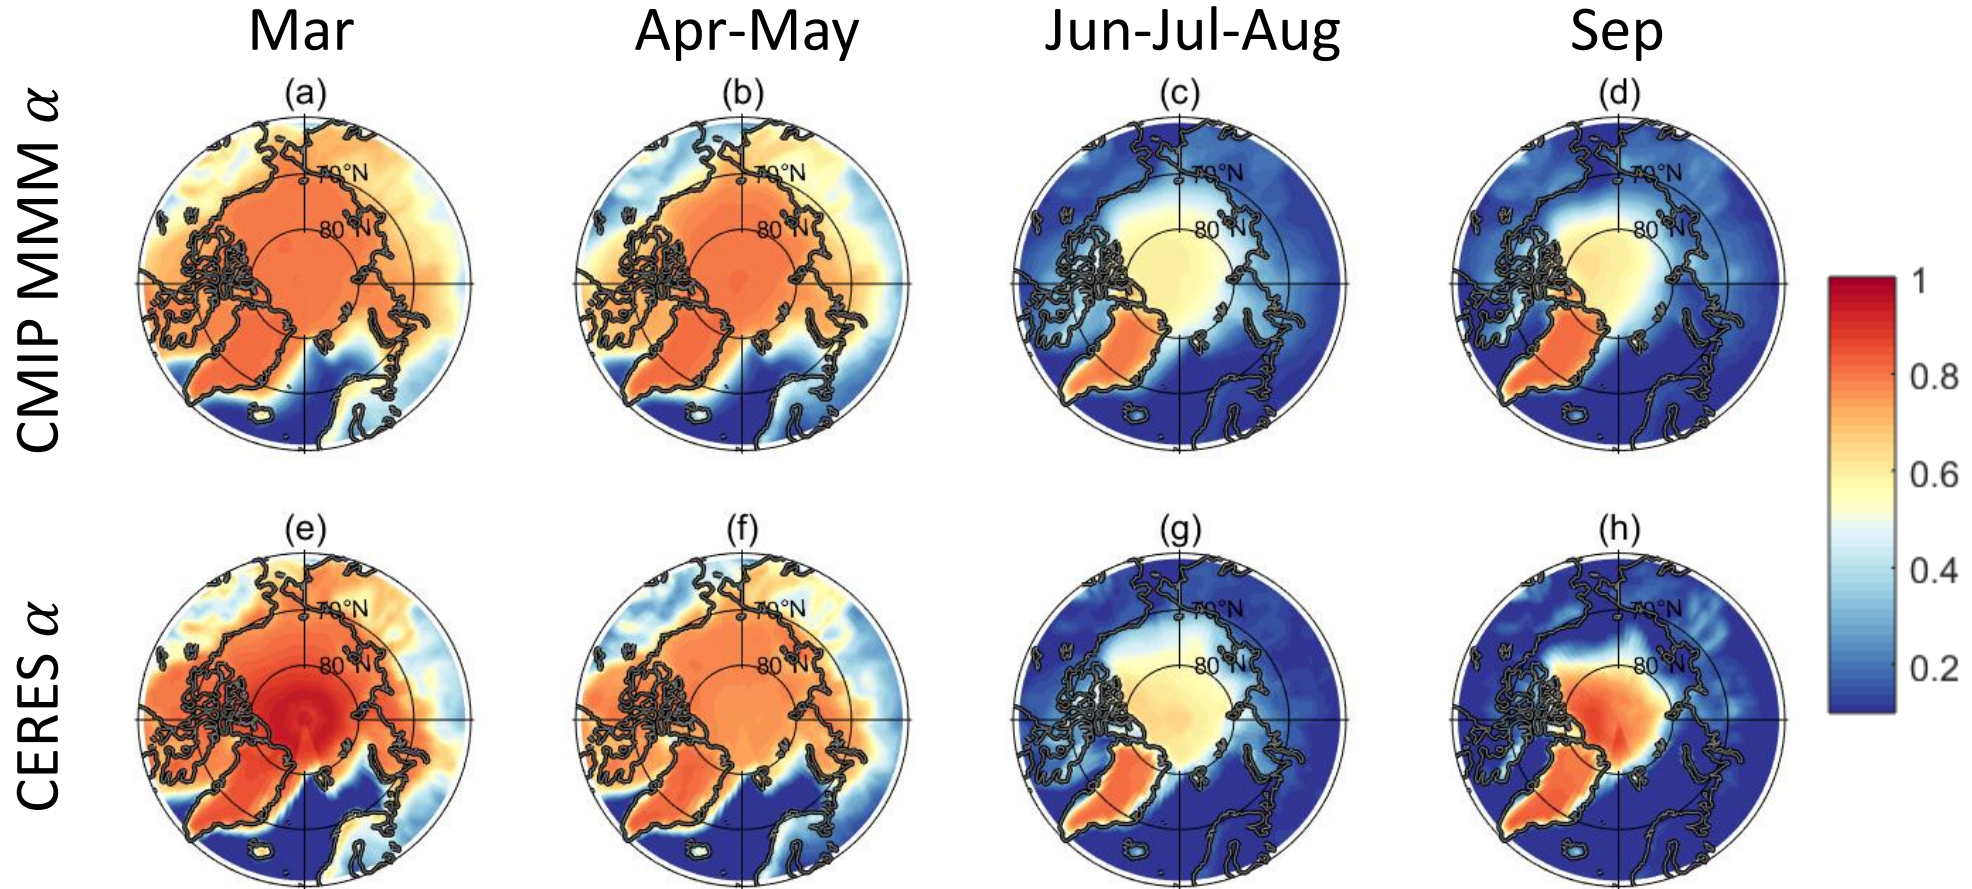 Mar Apr-May Jun-Jul-Aug Sep
CMIP MMM α
(a) (b) (c) (d)
70°N 70°N 70°N 70°N
80°N 80°N 80°N 80°N
1
0.8
0.6
0.4
0.2
CERES α
(e) (f) (g) (h)
70°N 70°N 70°N 70°N
80°N 80°N 80°N 80°N